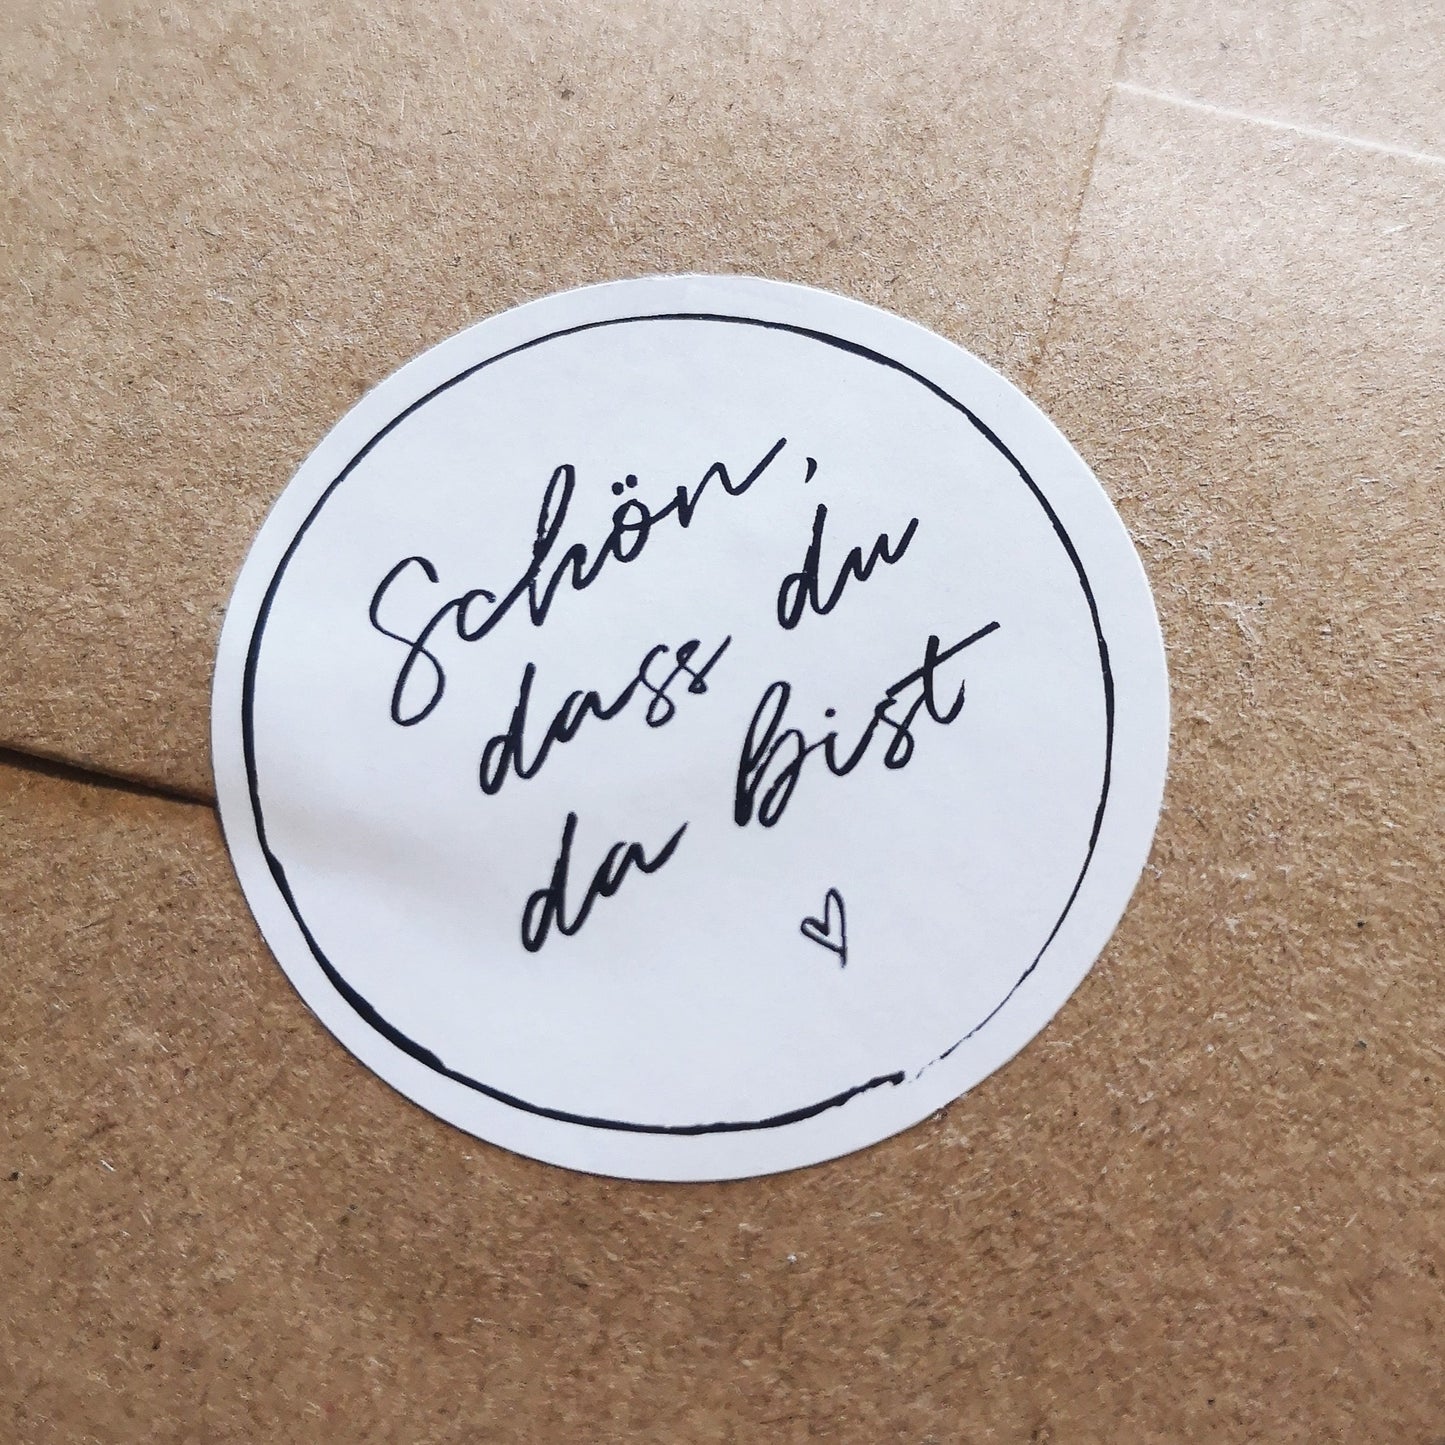 Schön,
dass du
da bist